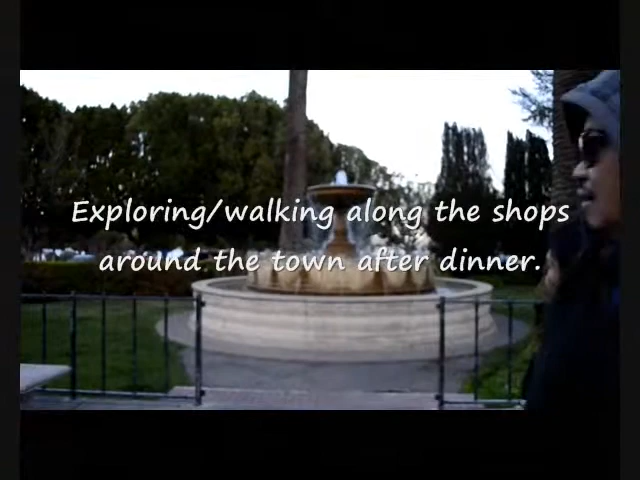 Exploring/walking along the shops
around the town after dinner.